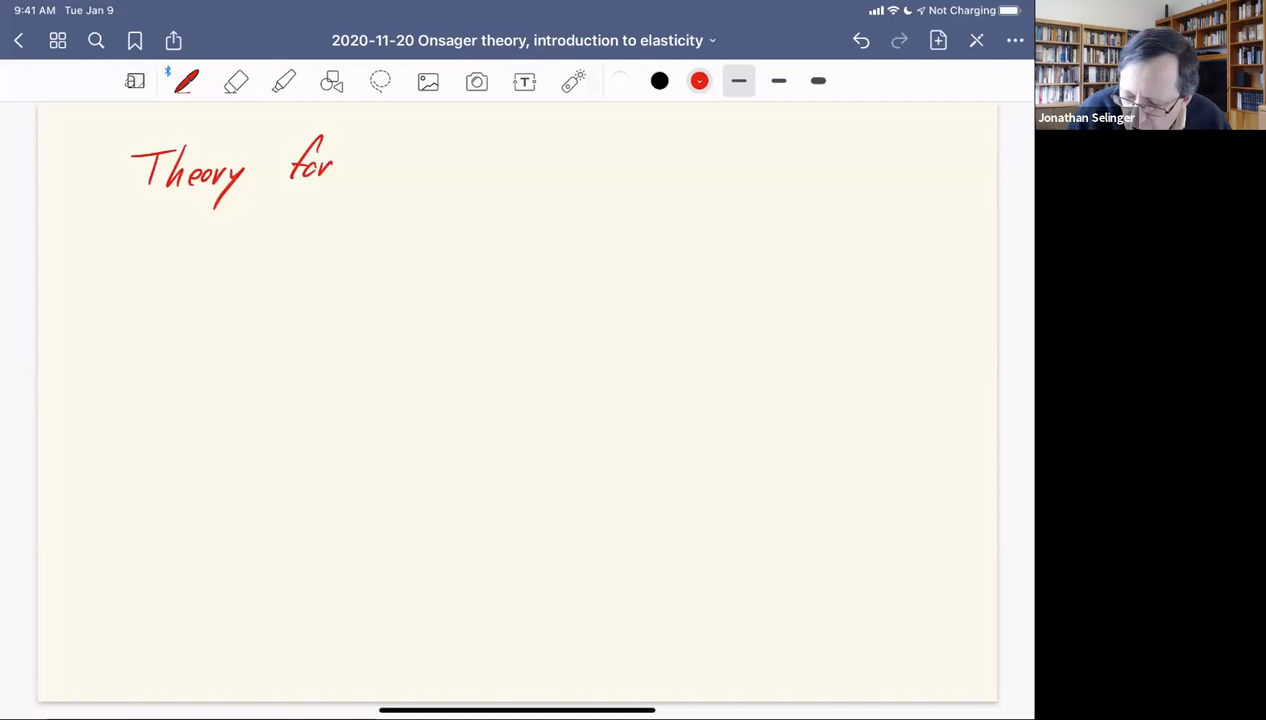 9:41 AM Tue Jan 9 Not Charging
2020-11-20 Onsager theory, introduction to elasticity
Jonathan Selinger
Theory for